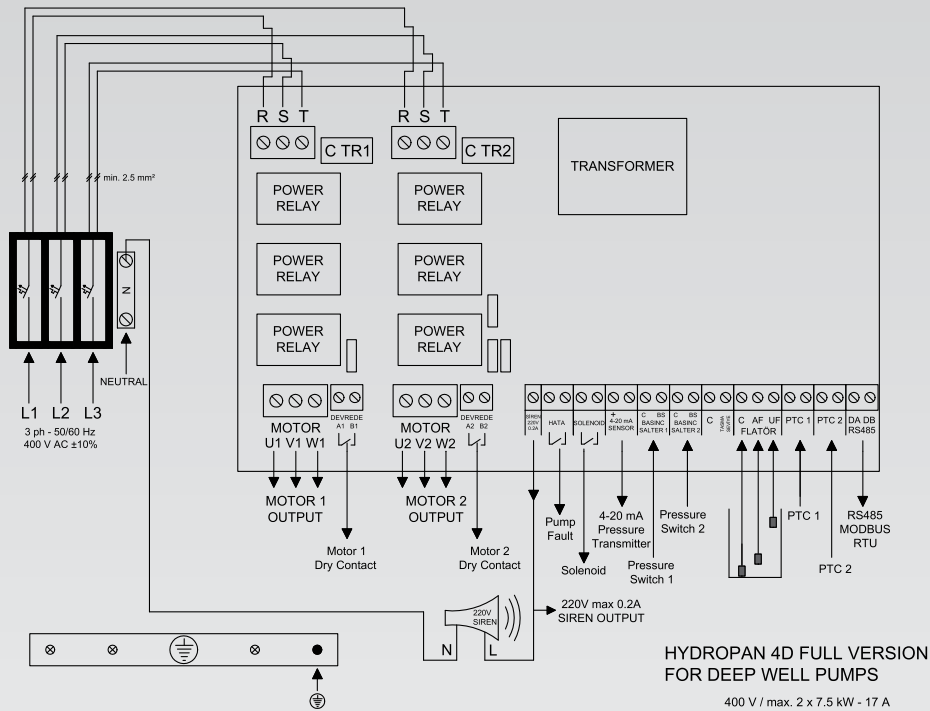 R S T
R S T
C TR1
C TR2
TRANSFORMER
min. 2.5 mm²
POWER
RELAY
POWER
RELAY
POWER
RELAY
POWER
RELAY
POWER
RELAY
POWER
RELAY
N
NEUTRAL
L1 L2 L3
3 ph - 50/60 Hz
400 V AC ±10%
MOTOR
U1 V1 W1
DEVREDE
A1 B1
MOTOR
U2 V2 W2
DEVREDE
A2 B2
SIREN
220V
0.2A
HATA
SOLENOID
+
4-20 mA
SENSOR
C BS
BASINC
SALTER 1
C BS
BASINC
SALTER 2
C
TASMA
SEVIYE
C AF UF
FLATÖR
PTC 1
PTC 2
DA DB
RS485
MOTOR 1
OUTPUT
Motor 1
Dry Contact
MOTOR 2
OUTPUT
Motor 2
Dry Contact
Pump
Fault
Solenoid
4-20 mA
Pressure
Transmitter
Pressure
Switch 1
Pressure
Switch 2
PTC 1
PTC 2
RS485
MODBUS
RTU
220V
SIREN
N L
220V max 0.2A
SIREN OUTPUT
HYDROPAN 4D FULL VERSION
FOR DEEP WELL PUMPS
400 V / max. 2 x 7.5 kW - 17 A